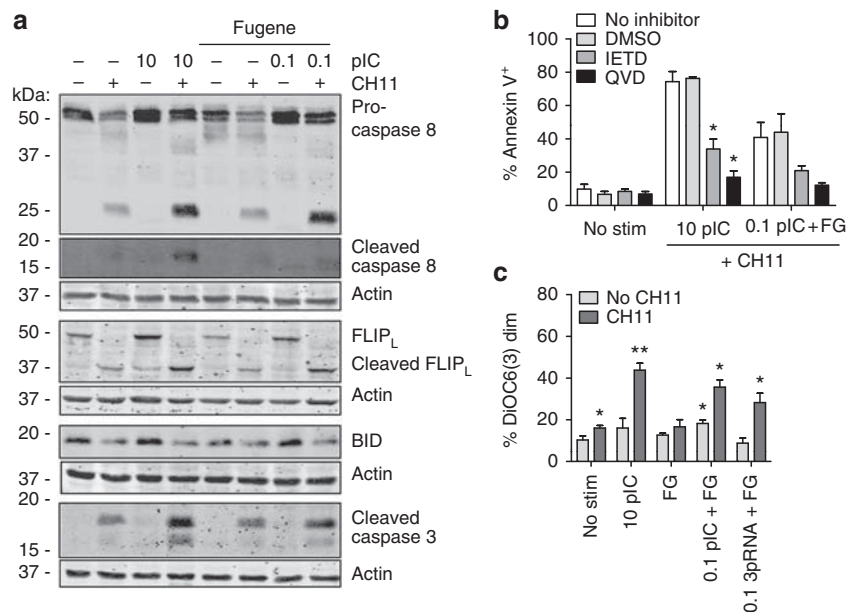 a
Fugene
– – 10 10 – – 0.1 0.1 pIC
– + – + – + – + CH11
kDa:
50 -
37 -
25 -
Pro-
caspase 8
20 -
15 -
Cleaved
caspase 8
37 -
Actin
50 -
FLIPL
37 -
Cleaved FLIPL
37 -
Actin
20 -
BID
37 -
Actin
20 -
Cleaved
caspase 3
15 -
37 -
Actin
b
No inhibitor
DMSO
IETD
QVD
% Annexin V+
100
80
60
40
20
0
*
*
No stim
10 pIC
0.1 pIC+FG
+ CH11
c
No CH11
CH11
% DiOC6(3) dim
80
60
40
20
0
*
**
*
*
*
No stim
10 pIC
FG
0.1 pIC + FG
0.1 3pRNA + FG